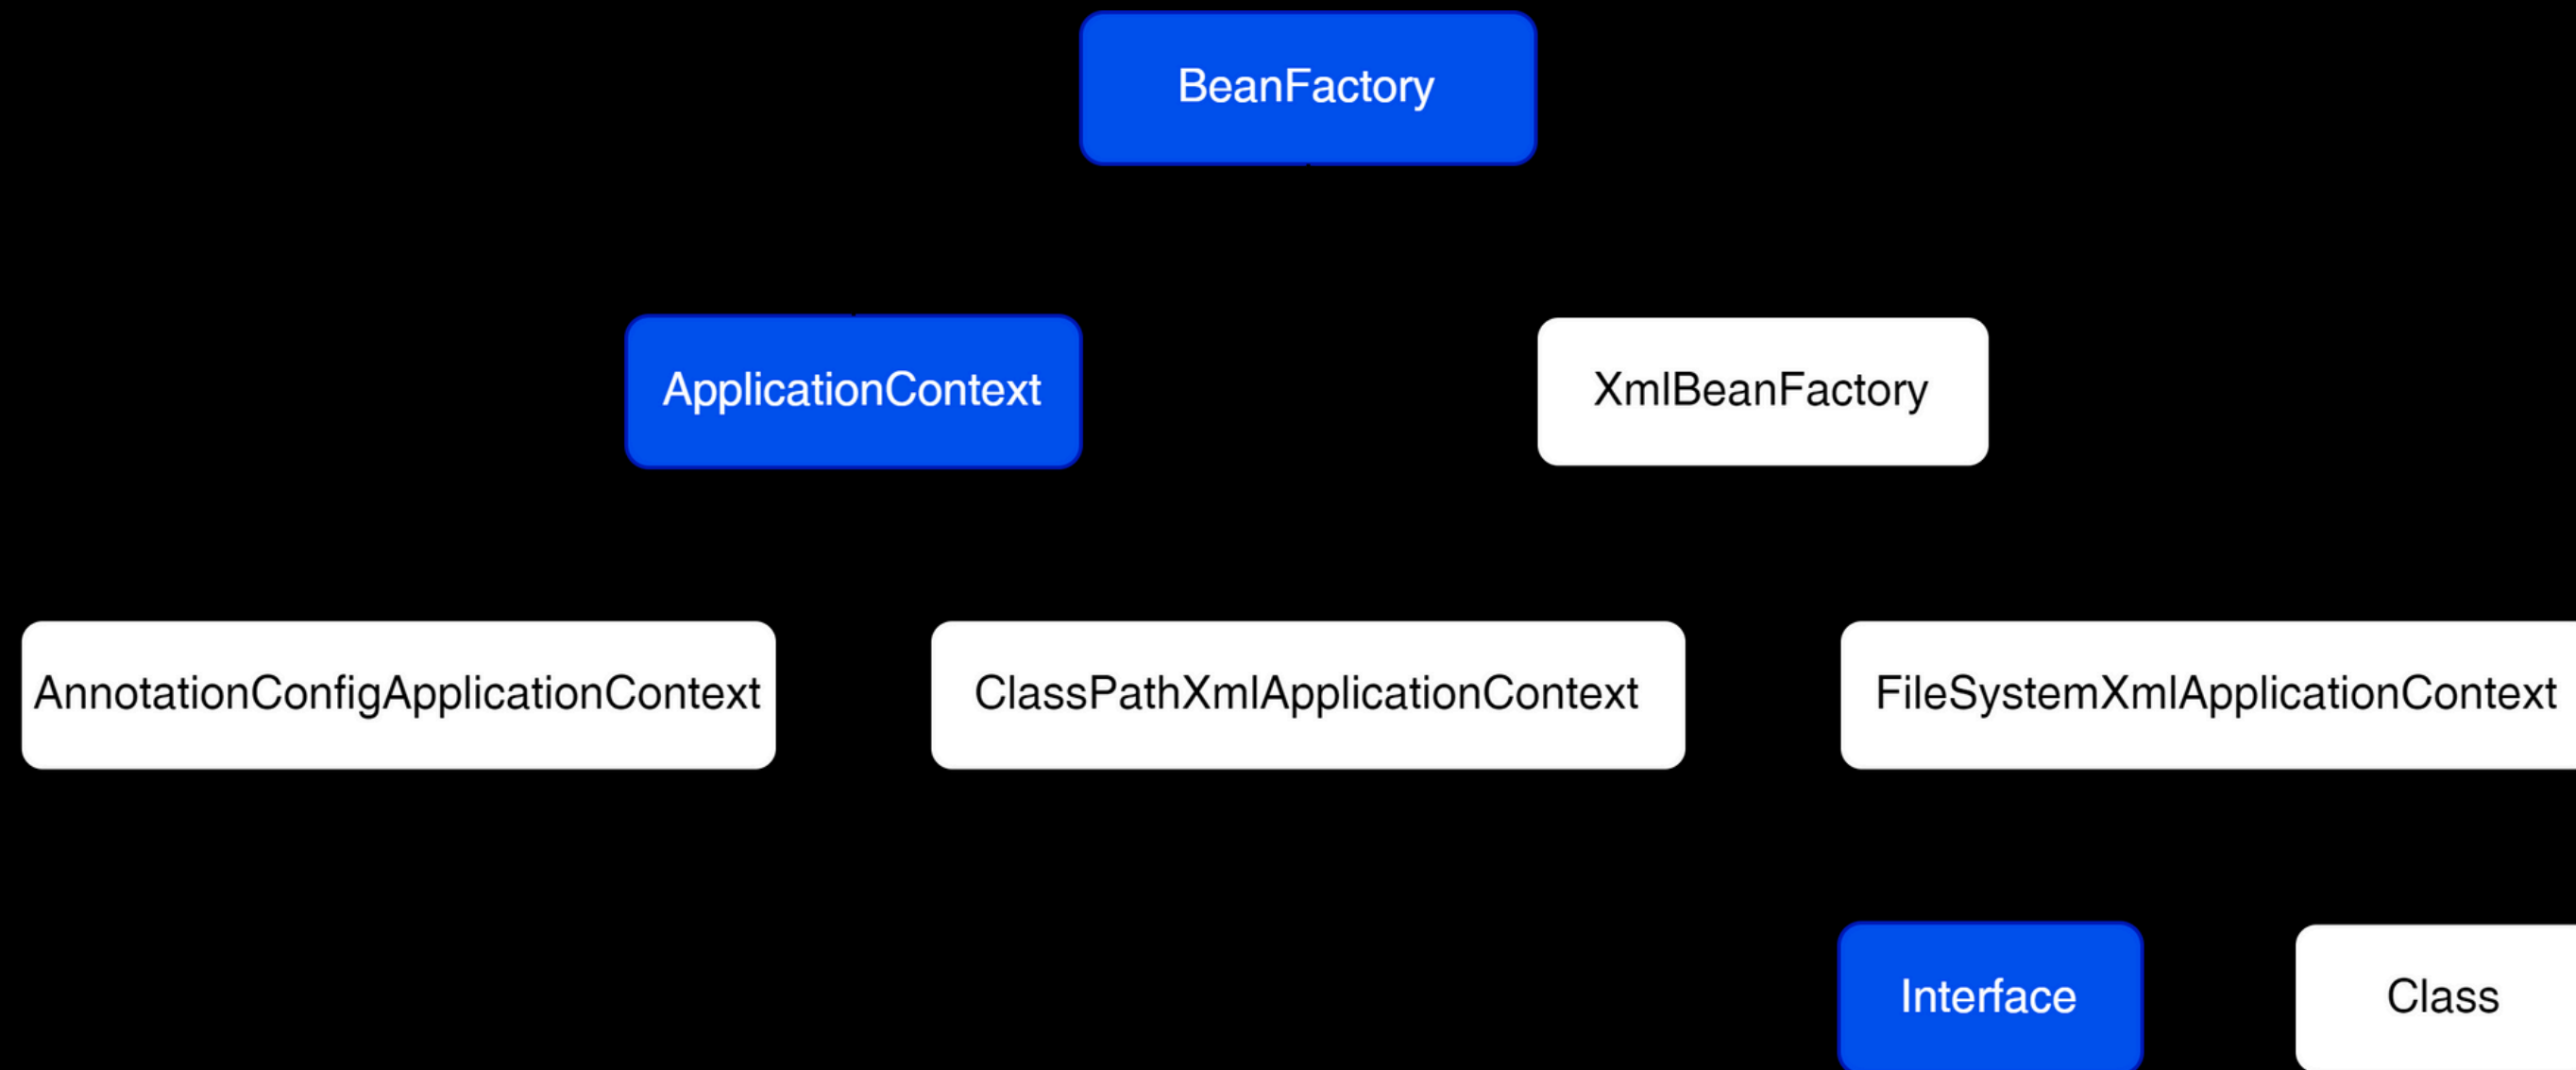 BeanFactory
ApplicationContext
XmlBeanFactory
AnnotationConfigApplicationContext
ClassPathXmlApplicationContext
FileSystemXmlApplicationContext
Interface
Class